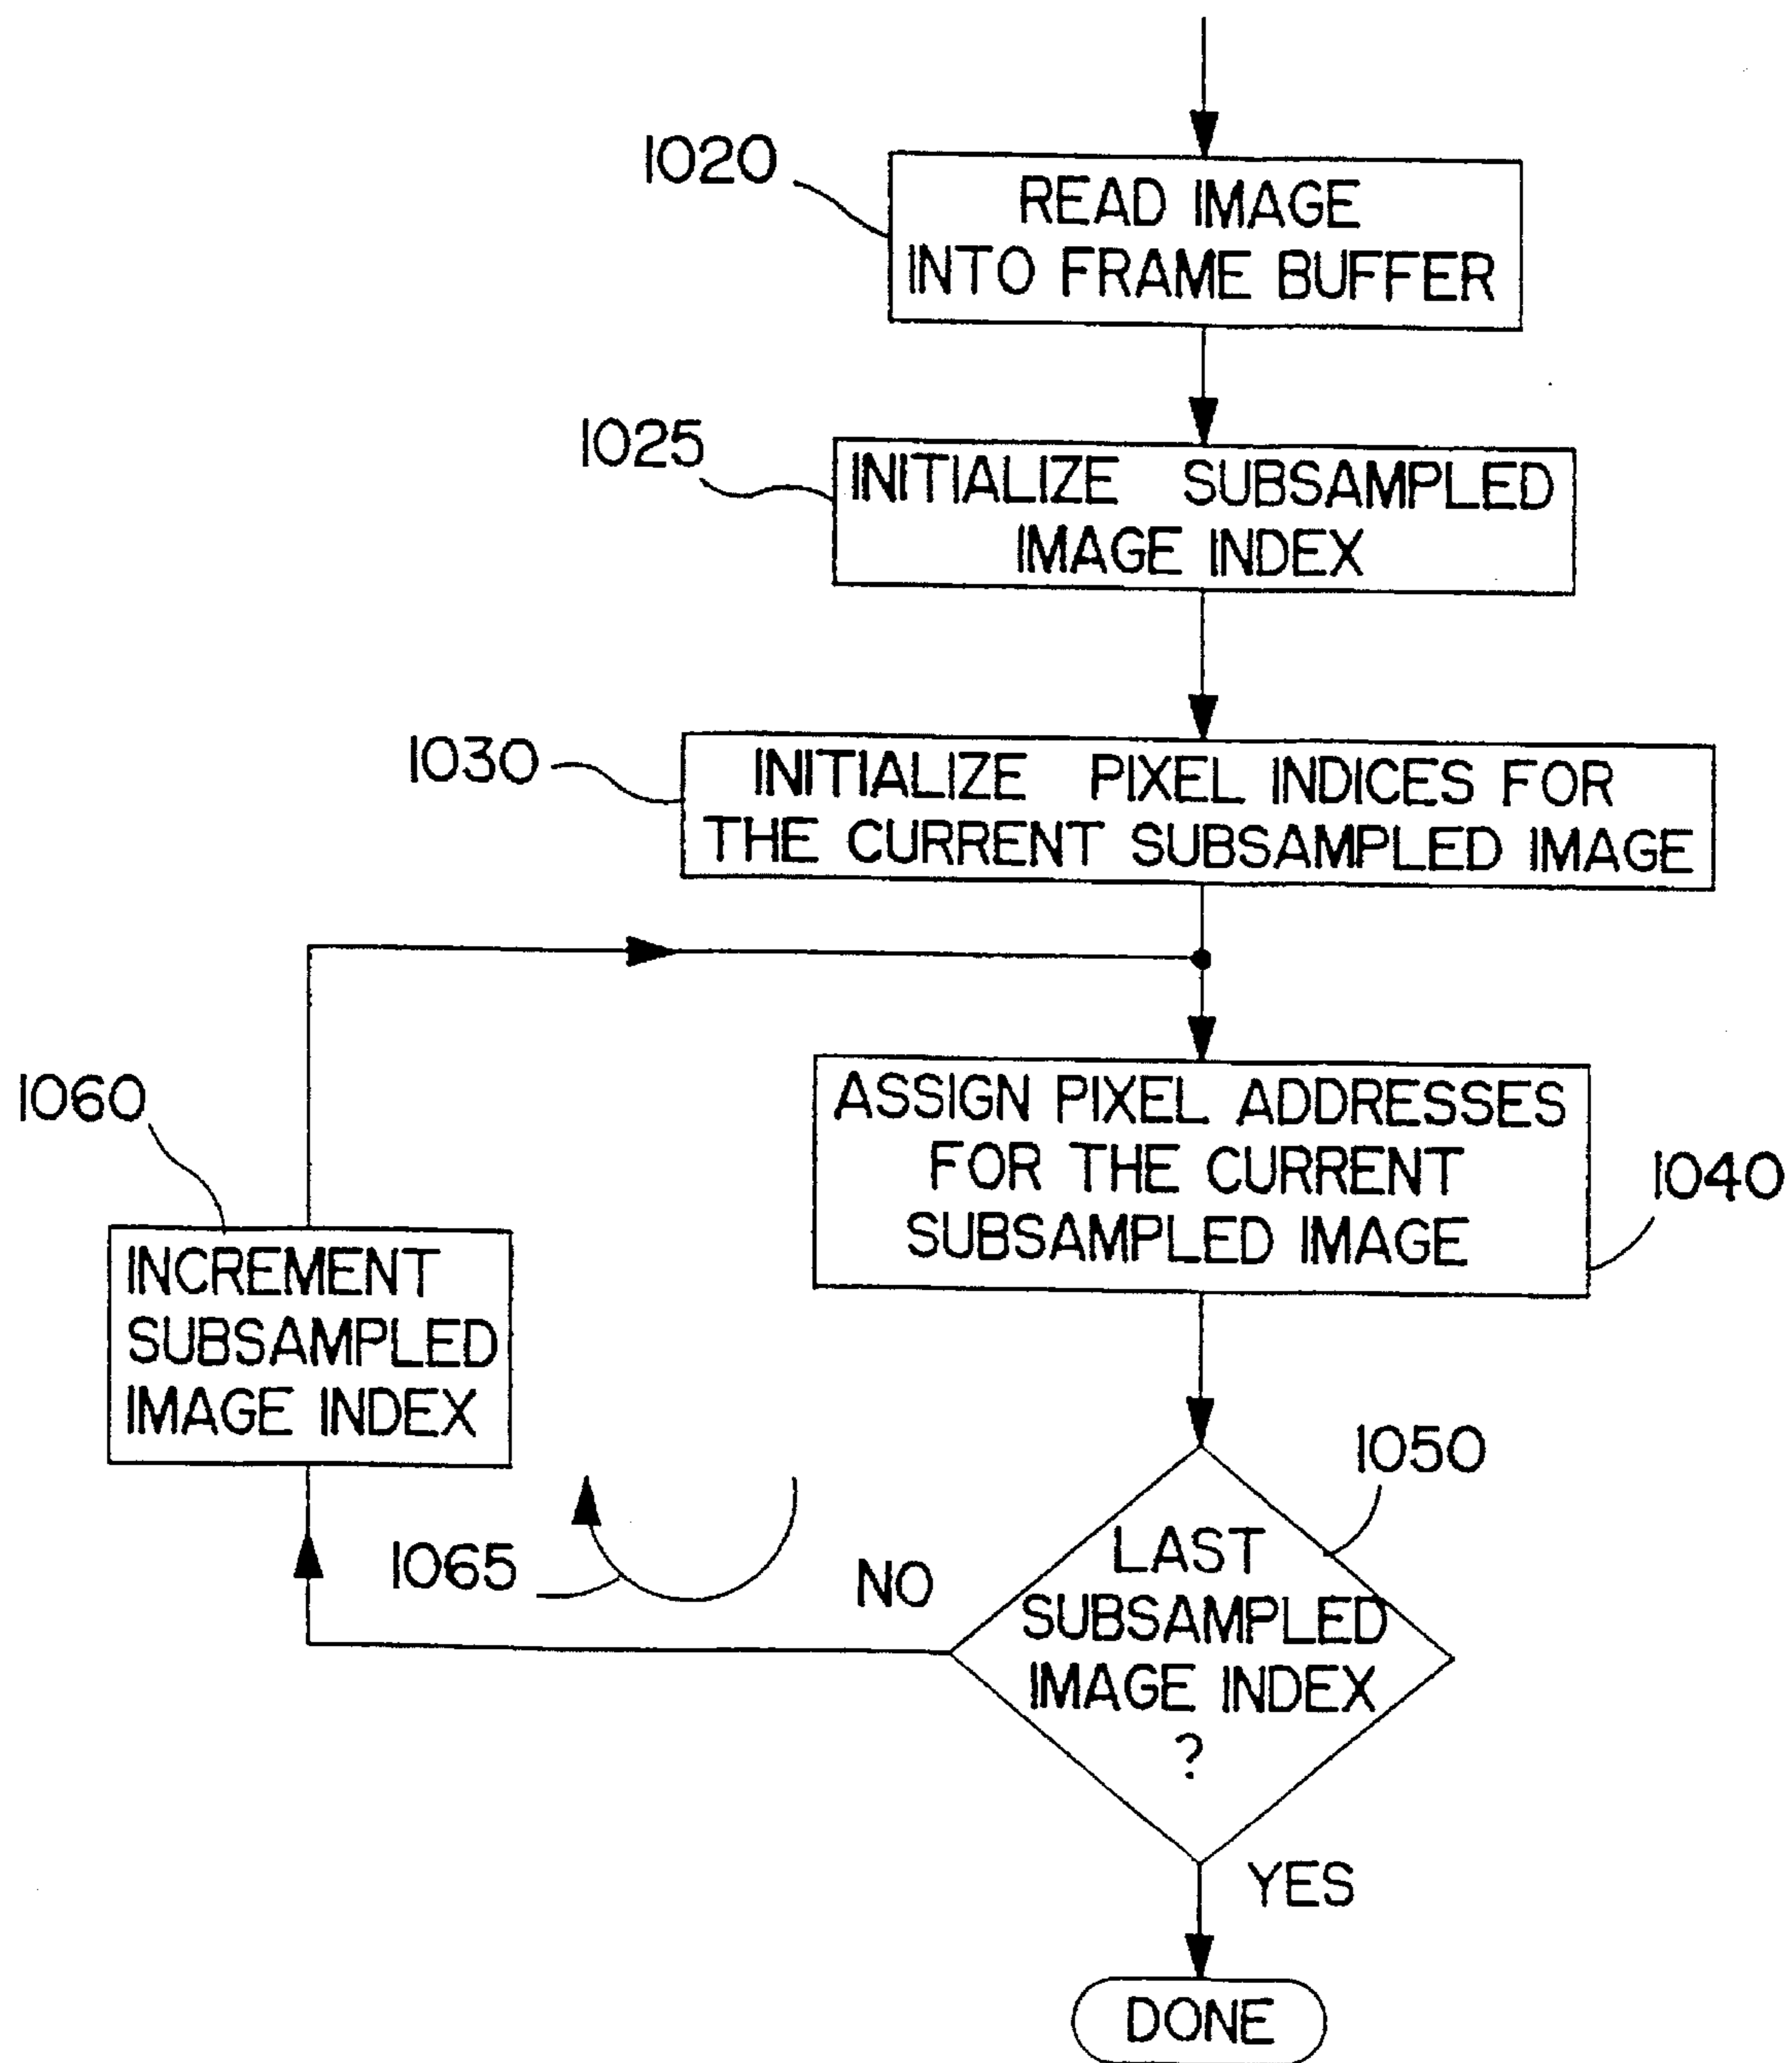 1020
READ IMAGE
INTO FRAME BUFFER
1025
INITIALIZE SUBSAMPLED
IMAGE INDEX
1030
INITIALIZE PIXEL INDICES FOR
THE CURRENT SUBSAMPLED IMAGE
1060
INCREMENT
SUBSAMPLED
IMAGE INDEX
ASSIGN PIXEL ADDRESSES
FOR THE CURRENT
SUBSAMPLED IMAGE
1040
1050
1065
NO
LAST
SUBSAMPLED
IMAGE INDEX
?
YES
DONE